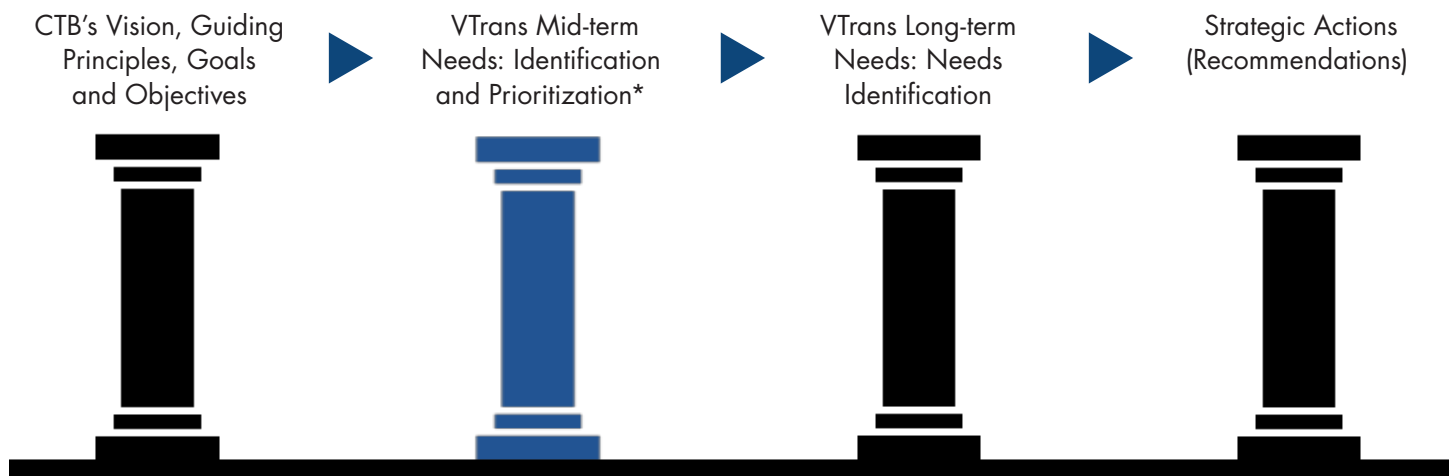 CTB's Vision, Guiding
Principles, Goals
and Objectives
VTrans Mid-term
Needs: Identification
and Prioritization*
VTrans Long-term
Needs: Needs
Identification
Strategic Actions
(Recommendations)